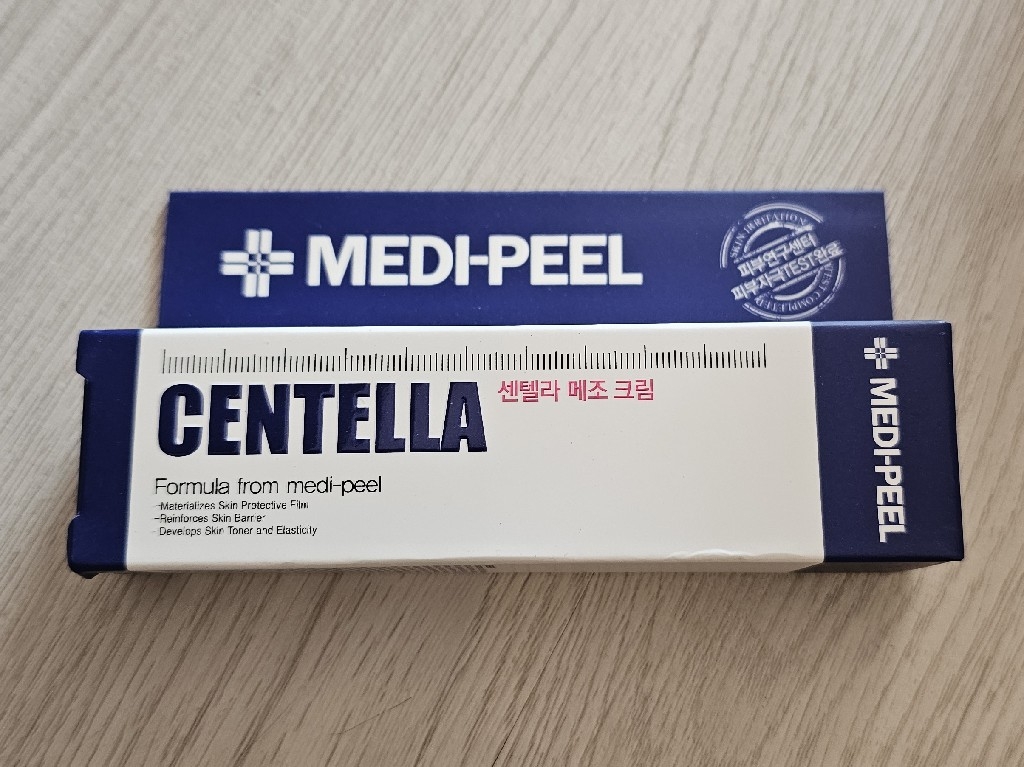 MEDI-PEEL
SKIN IRRITATION
피부연구센터
피부자극TEST완료
TEST COMPLETED
CENTELLA
센텔라 메조 크림
Formula from medi-peel
-Materializes Skin Protective Film
-Reinforces Skin Barrier
-Develops Skin Toner and Elasticity
MEDI-PEEL